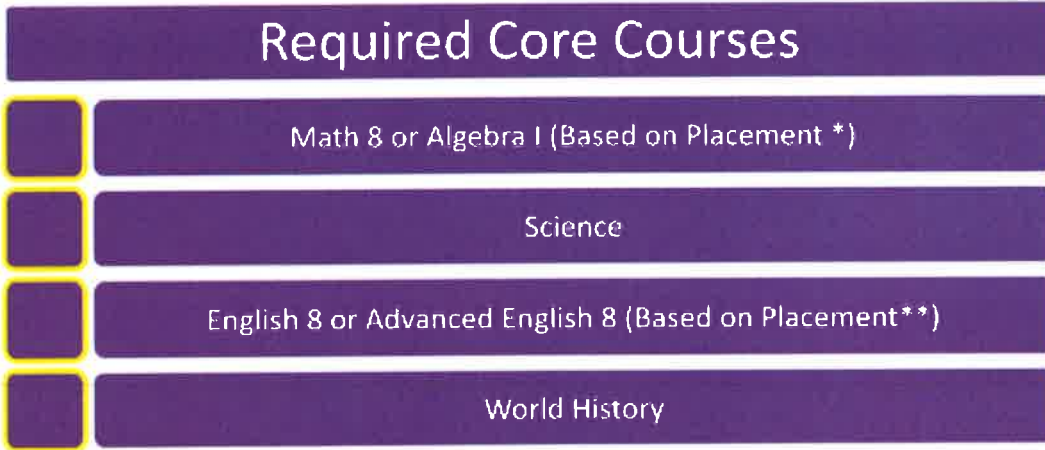 Required Core Courses
Math 8 or Algebra I (Based on Placement *)
Science
English 8 or Advanced English 8 (Based on Placement**)
World History